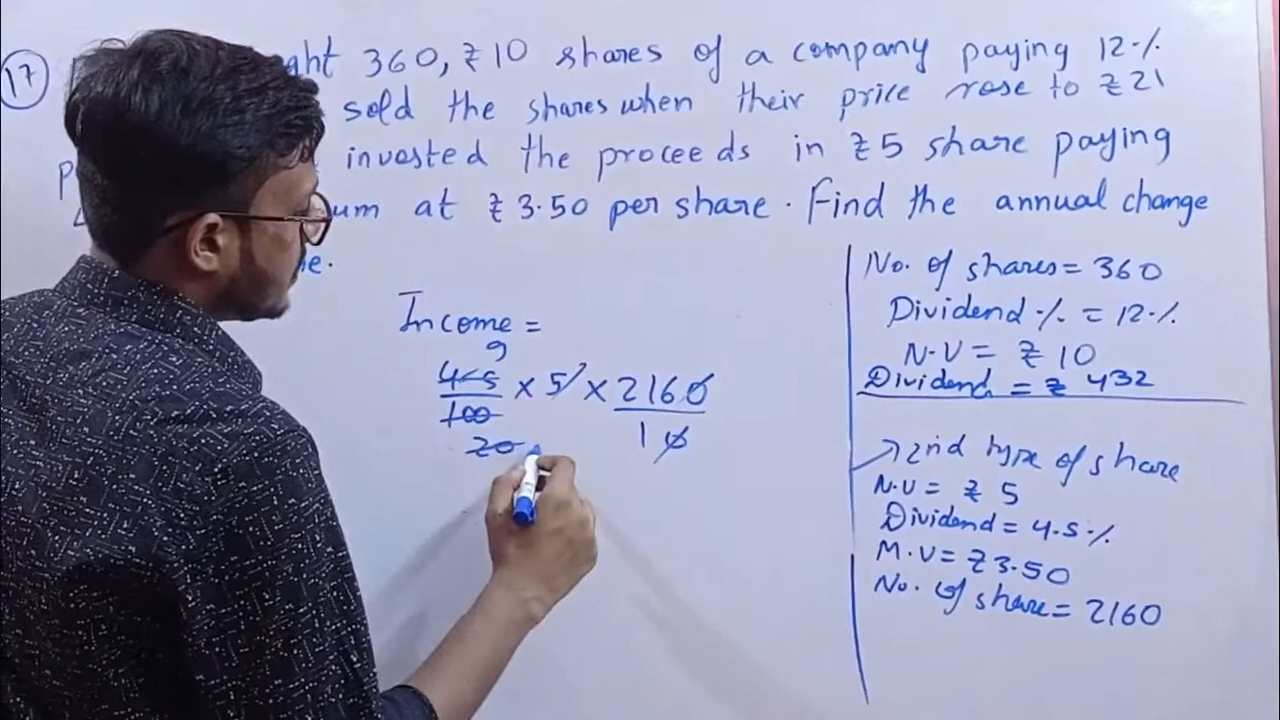 17 ght 360, ₹10 shares of a company paying 12·/.
sold the shares when their price rose to ₹21
p invested the proceeds in ₹5 share paying
um at ₹3·50 per share. Find the annual change
e.
Income =
9
4.5 × 5 × 2160
100 10
20
1
No. of shares = 360
Dividend ·/. = 12·/.
N·V = ₹10
Dividend = ₹ 432
→ 2nd type of share
N·V = ₹ 5
Dividend = 4·5·/.
M·V = ₹3·50
No. of share = 2160